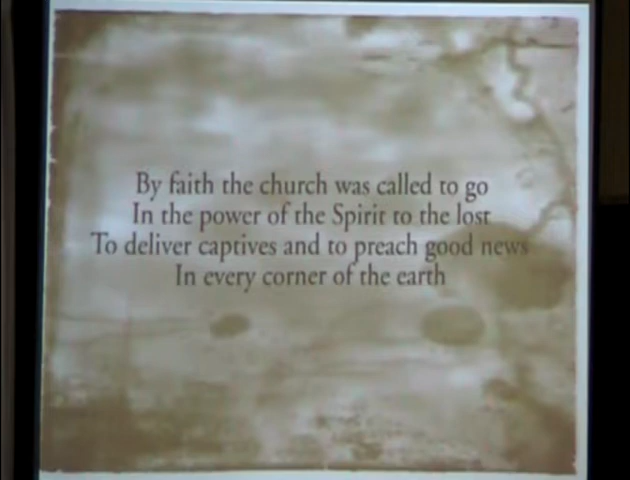 By faith the church was called to go
In the power of the Spirit to the lost
To deliver captives and to preach good news
In every corner of the earth